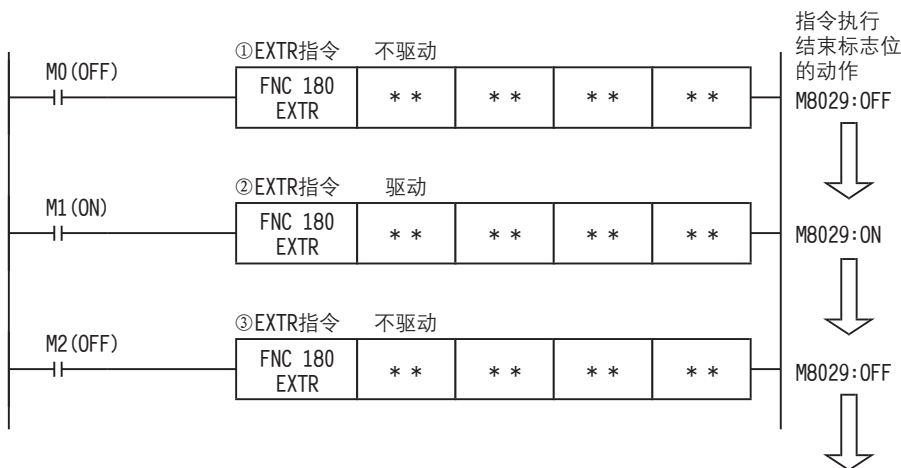 指令执行
结束标志位
的动作
①EXTR指令 不驱动
M0(OFF)
FNC 180
EXTR
** ** ** **
M8029:OFF
②EXTR指令 驱动
M1(ON)
FNC 180
EXTR
** ** ** **
M8029:ON
③EXTR指令 不驱动
M2(OFF)
FNC 180
EXTR
** ** ** **
M8029:OFF